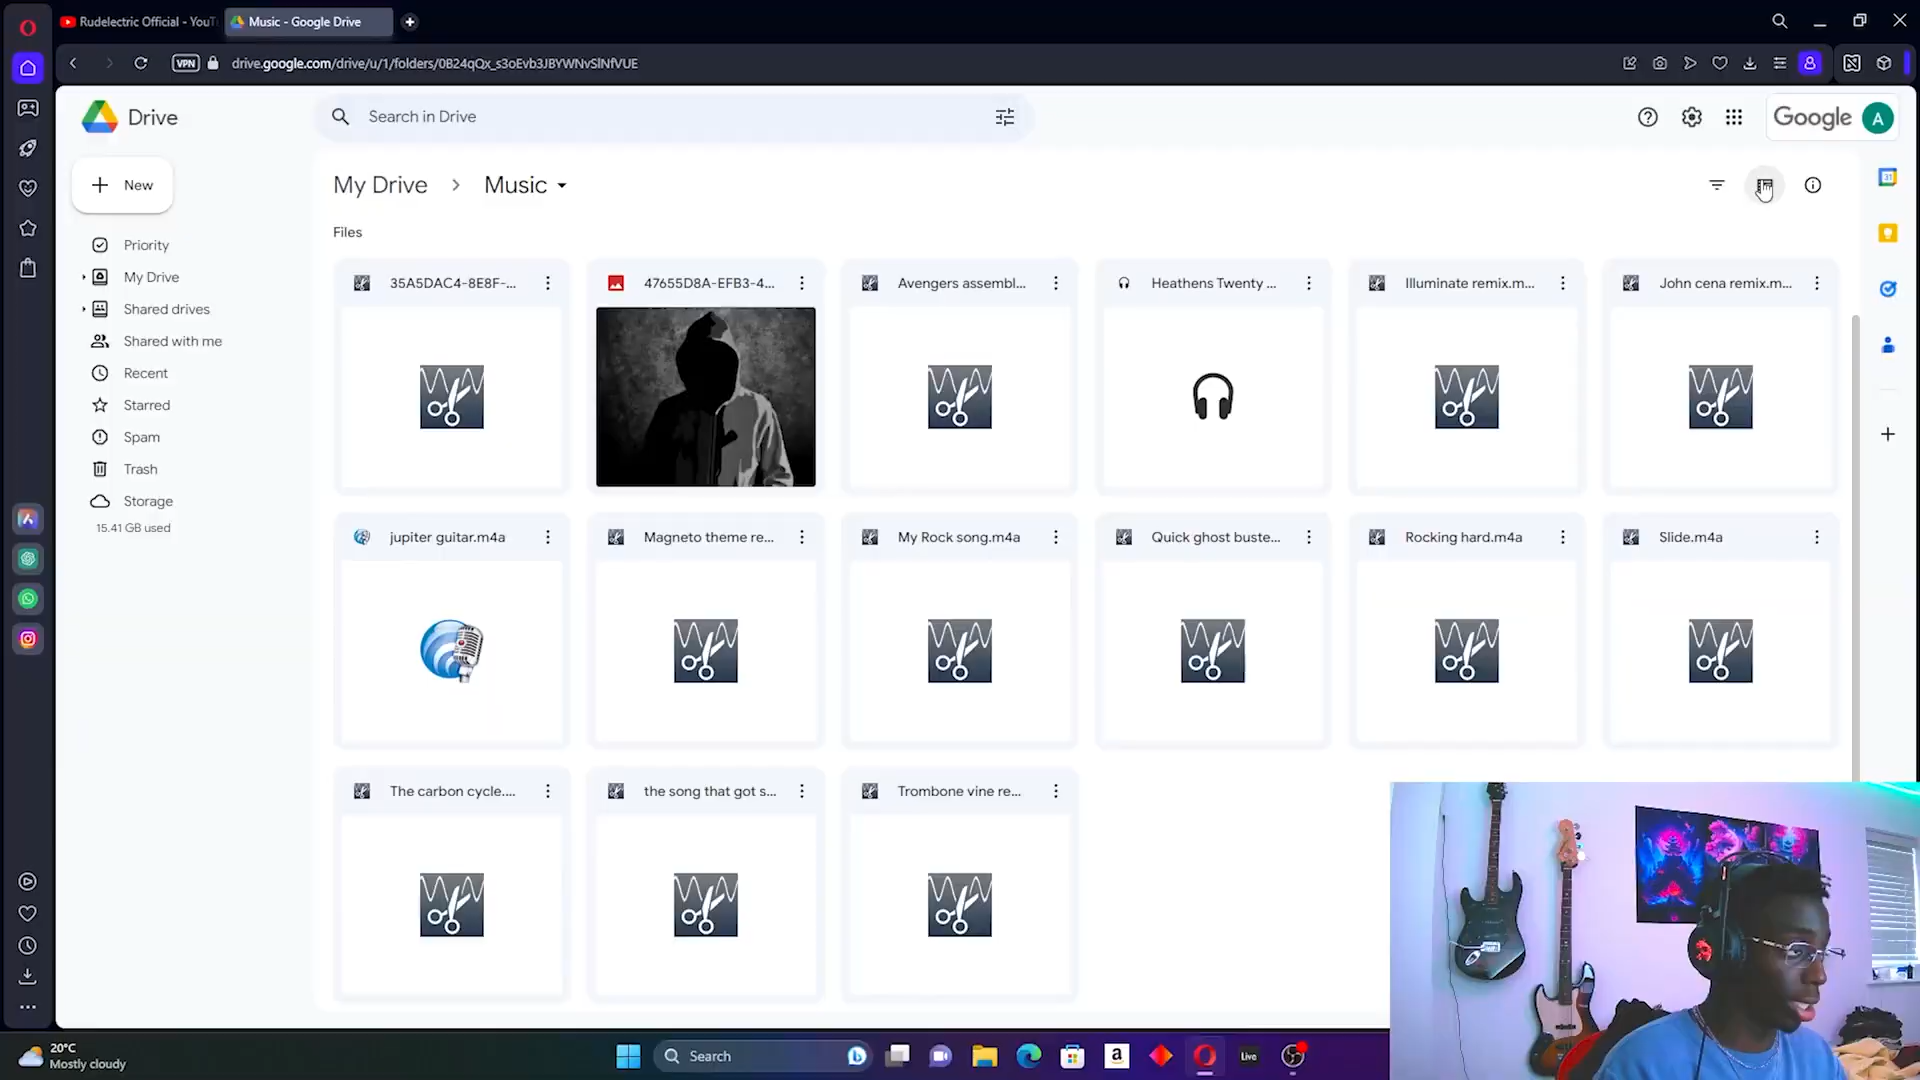 Rudelectric Official - YouT
Music - Google Drive
VPN
drive.google.com/drive/u/1/folders/0B24qQx_s3oEvb3JBYWNvSlNfVUE
Drive
Search in Drive
Google
A
New
My Drive
Music
31
Files
Priority
My Drive
Shared drives
Shared with me
Recent
Starred
Spam
Trash
Storage
15.41 GB used
35A5DAC4-8E8F-...
47655D8A-EFB3-4...
Avengers assembl...
Heathens Twenty ...
Illuminate remix.m...
John cena remix.m...
jupiter guitar.m4a
Magneto theme re...
My Rock song.m4a
Quick ghost buste...
Rocking hard.m4a
Slide.m4a
The carbon cycle....
the song that got s...
Trombone vine re...
20°C
Mostly cloudy
Search
a
Live